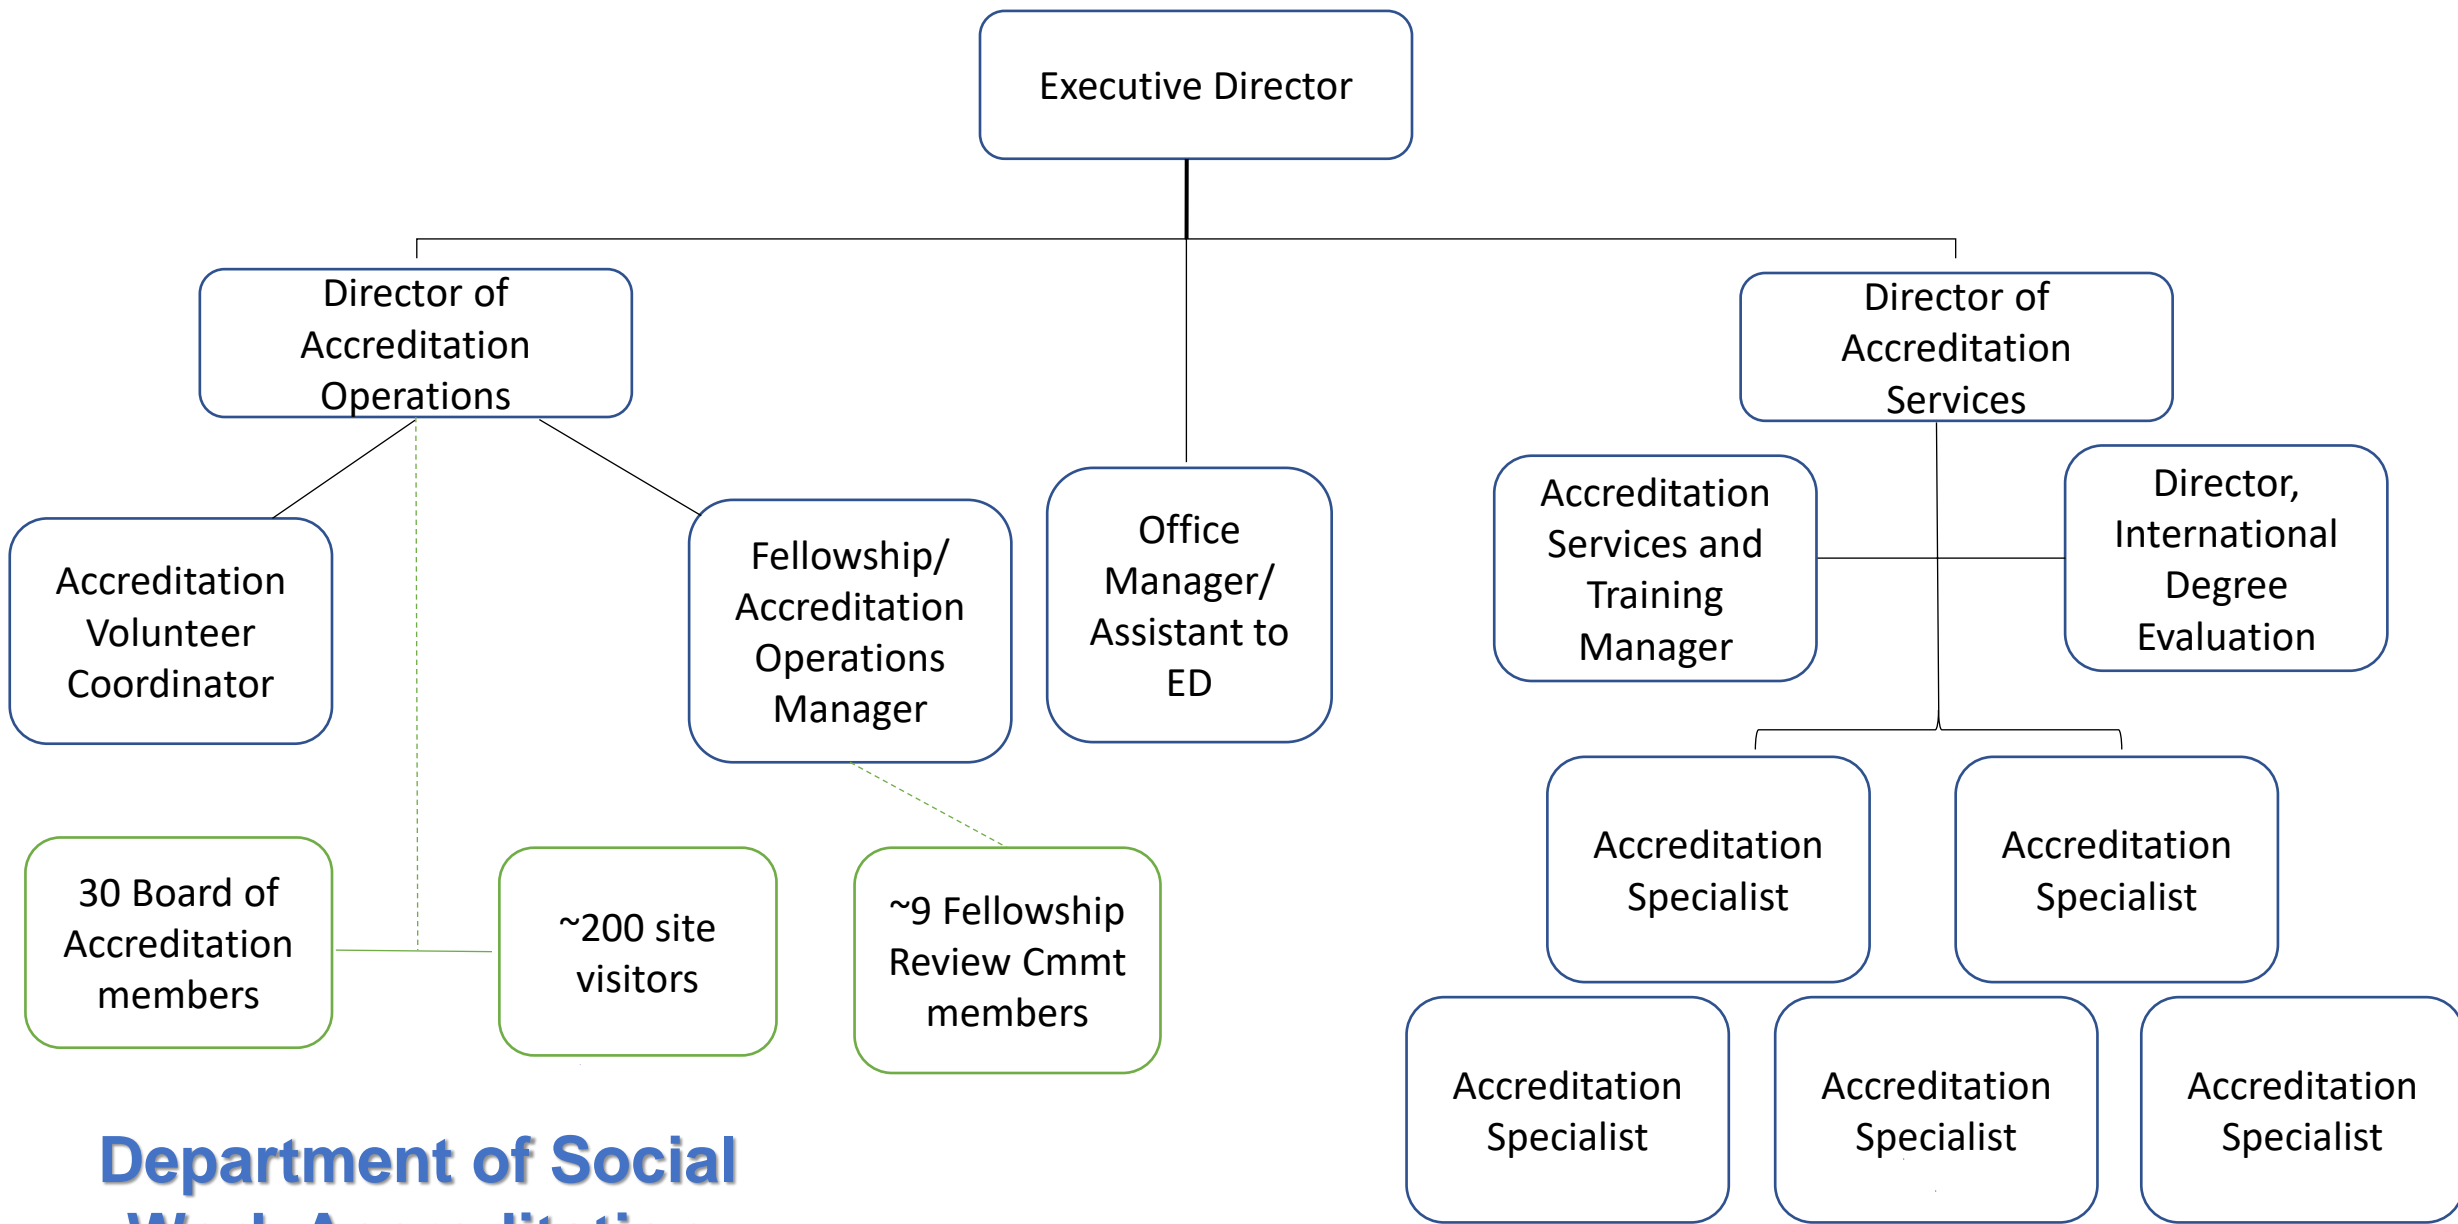 Executive Director
Director of
Accreditation
Operations
Director of
Accreditation
Services
Accreditation
Volunteer
Coordinator
Fellowship/
Accreditation
Operations
Manager
Office
Manager/
Assistant to
ED
Accreditation
Services and
Training
Manager
Director,
International
Degree
Evaluation
30 Board of
Accreditation
members
~200 site
visitors
~9 Fellowship
Review Cmmt
members
Accreditation
Specialist
Accreditation
Specialist
Accreditation
Specialist
Accreditation
Specialist
Accreditation
Specialist
Department of Social
Work Accreditation